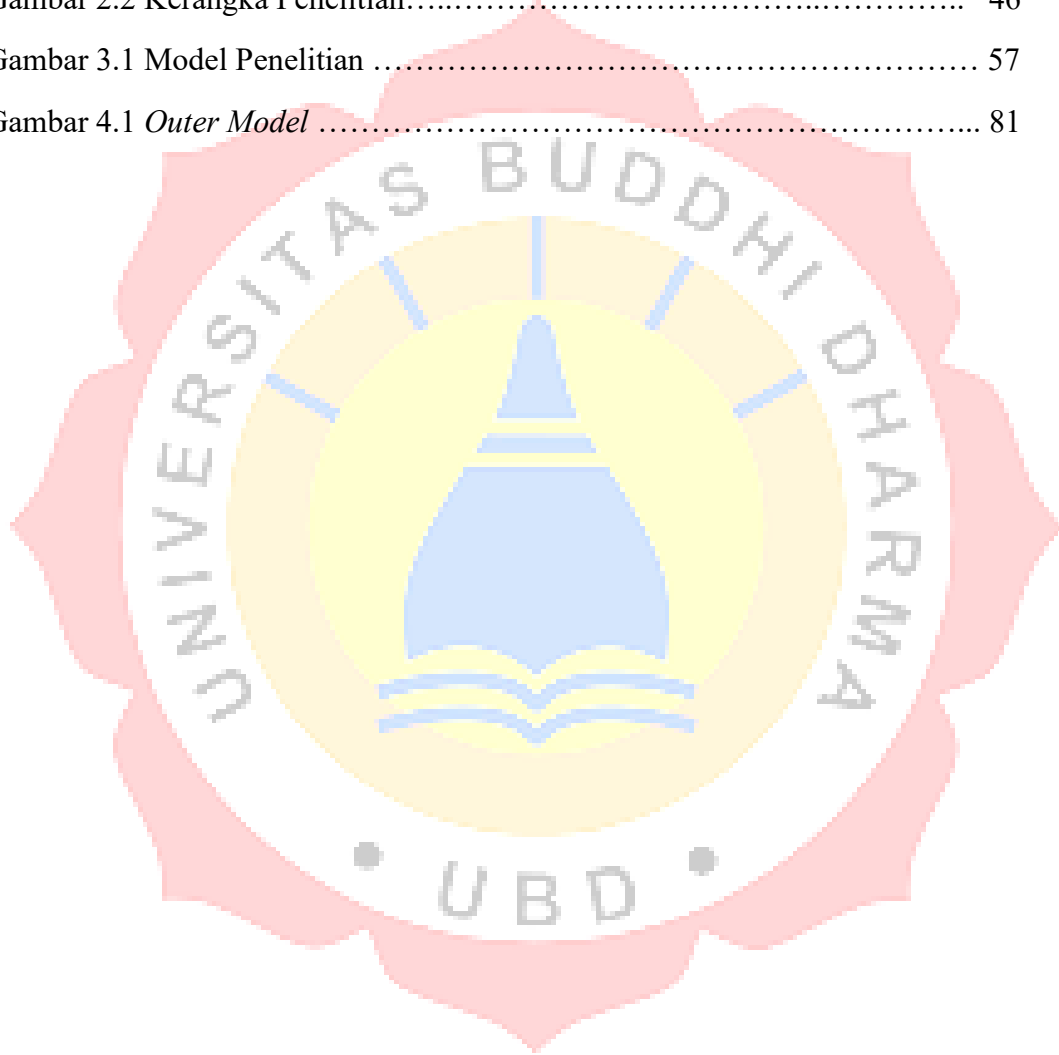 Gambar 2.2 Kerangka Penelitian…..………………………………..………….. 46
Gambar 3.1 Model Penelitian ………………………………………………… 57
Gambar 4.1 Outer Model ……………………………………………………... 81
UNIVERSITAS BUDDHI DHARMA
• UBD •